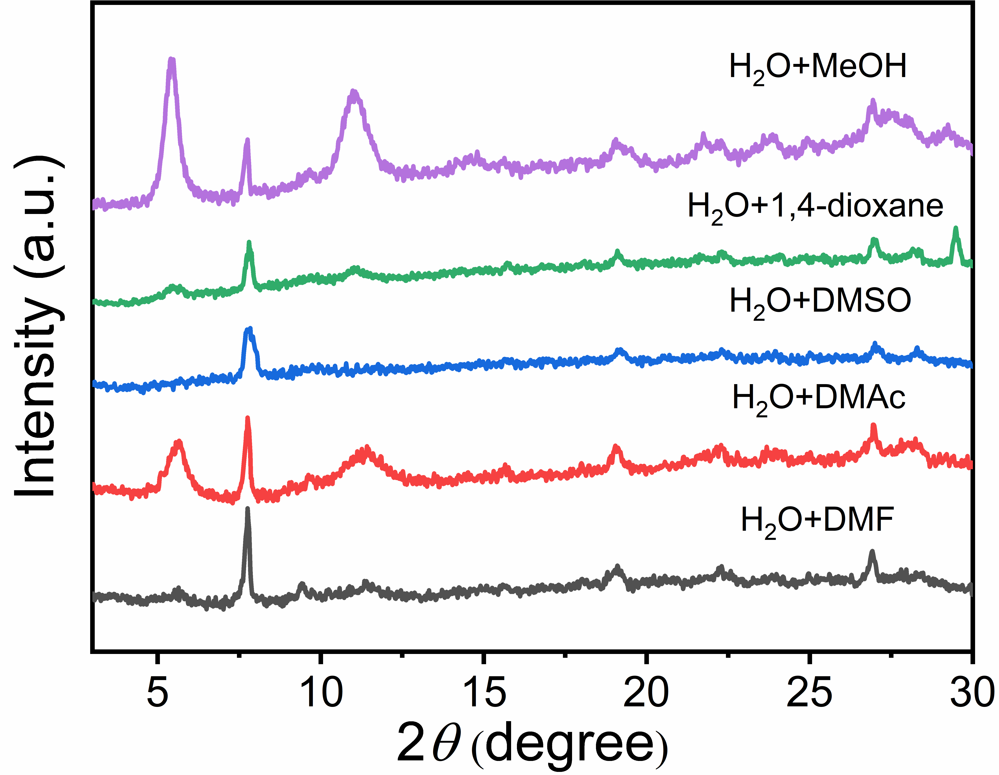 Intensity (a.u.)
H₂O+MeOH
H₂O+1,4-dioxane
H₂O+DMSO
H₂O+DMAc
H₂O+DMF
5 10 15 20 25 30
2θ (degree)